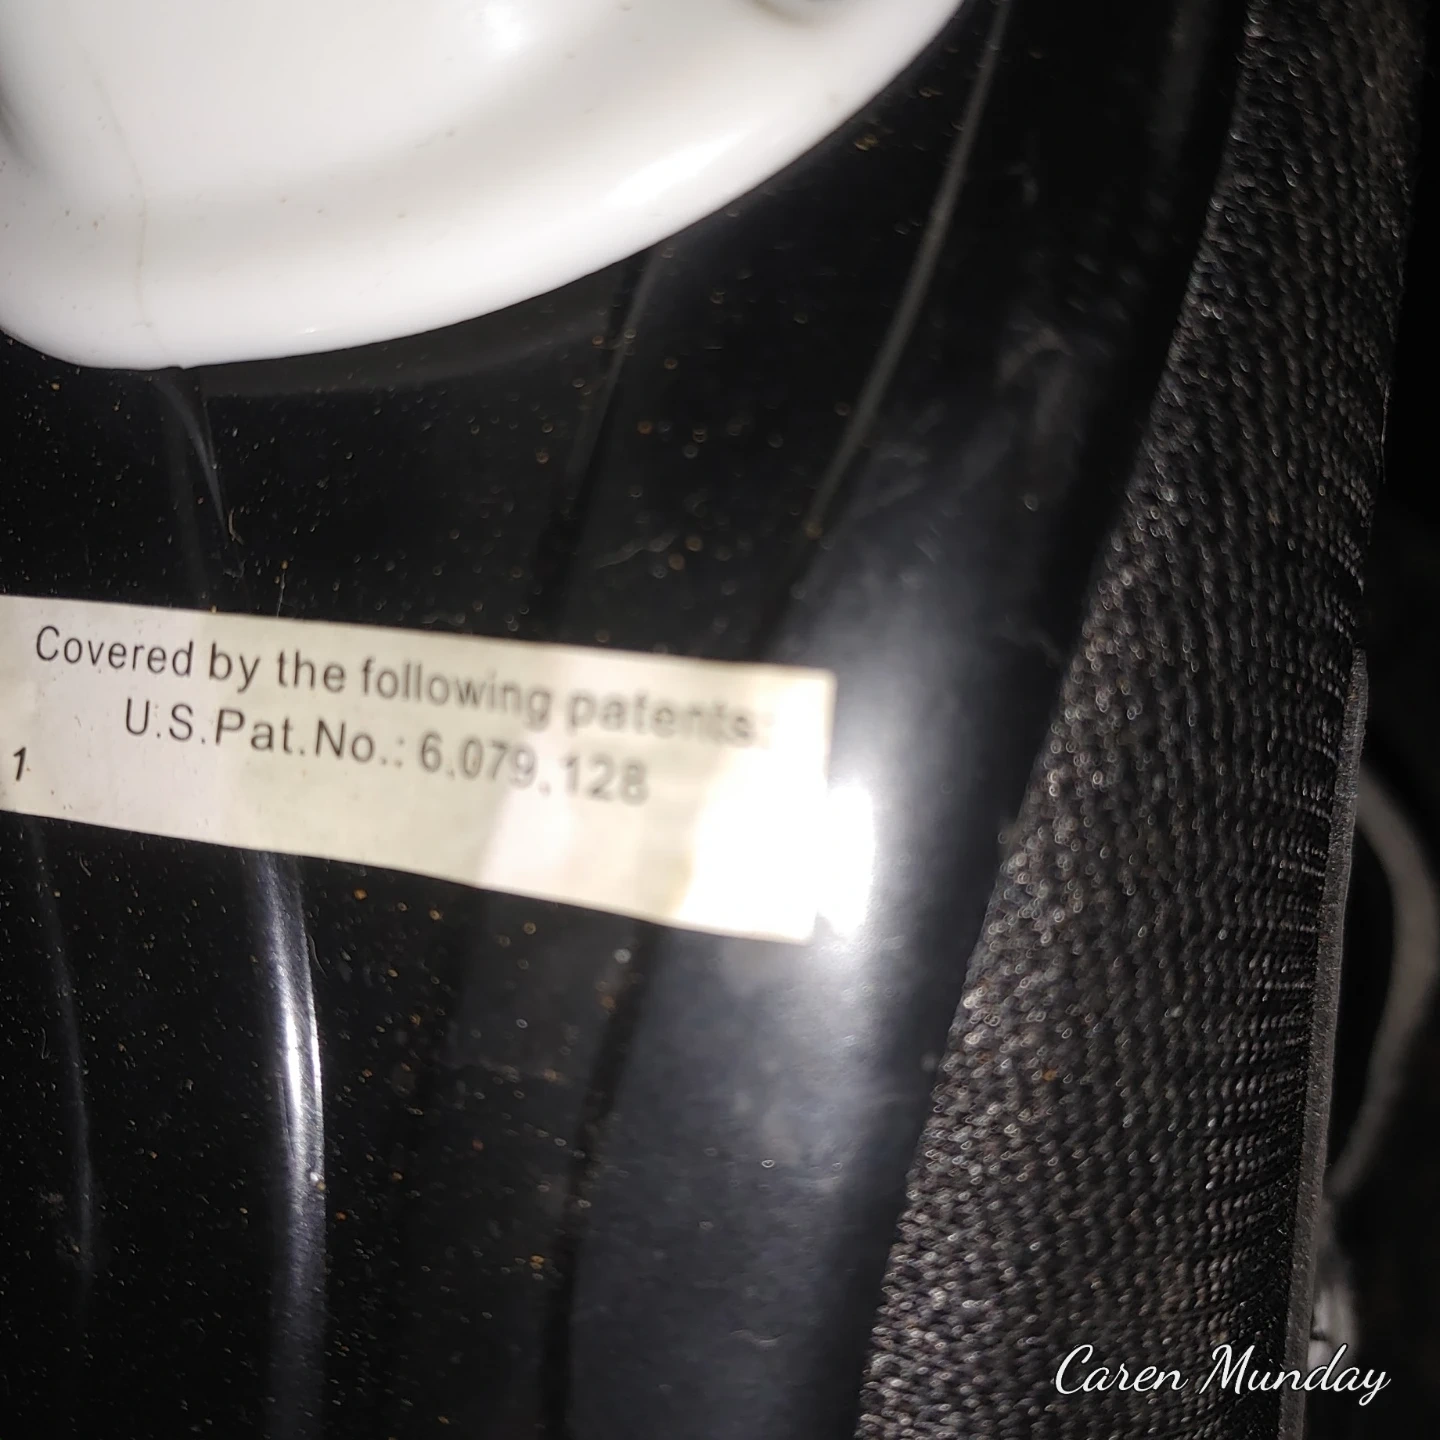 Covered by the following patents:
U.S.Pat.No.: 6.079.128
1
Caren Munday